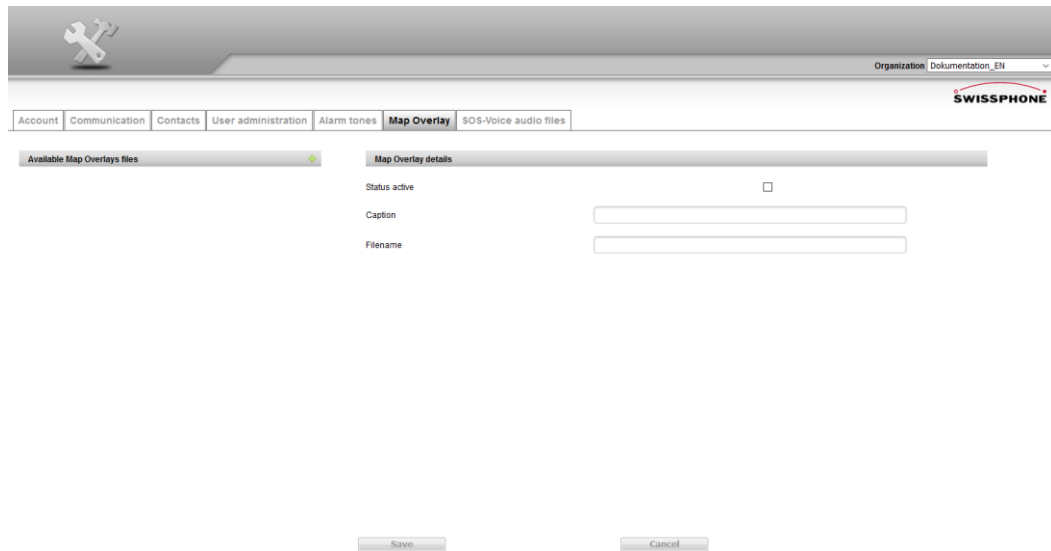 Organization Dokumentation_EN
SWISSPHONE
Account Communication Contacts User administration Alarm tones Map Overlay SOS-Voice audio files
Available Map Overlays files Map Overlay details
Status active
Caption
Filename
Save Cancel